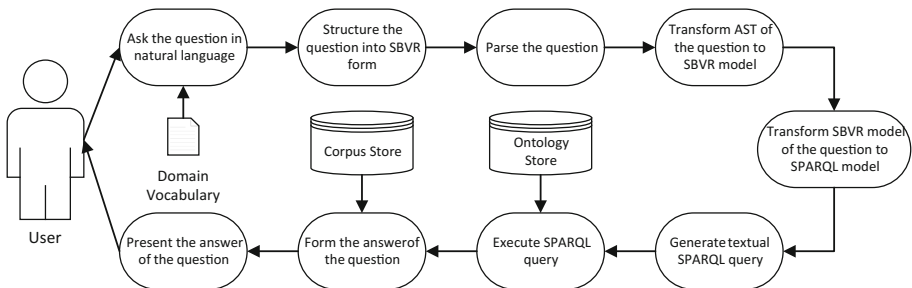 Ask the question in
natural language
Structure the
question into SBVR
form
Parse the question
Transform AST of
the question to
SBVR model
Transform SBVR model
of the question to
SPARQL model
Corpus Store
Ontology
Store
Domain
Vocabulary
User
Present the answer
of the question
Form the answerof
the question
Execute SPARQL
query
Generate textual
SPARQL query